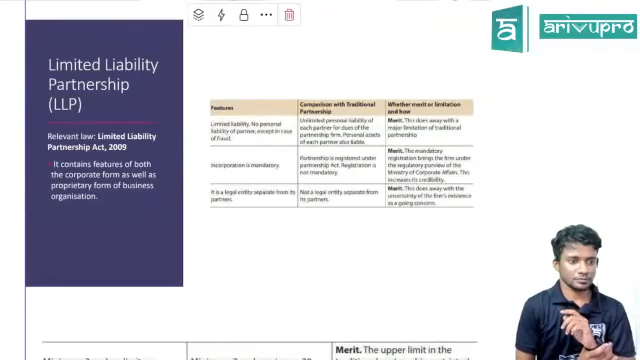 arivupro
Limited Liability
Partnership
(LLP)
Relevant law: Limited Liability
Partnership Act, 2009
It contains features of both
the corporate form as well as
proprietary form of business
organisation.
Features
Comparison with Traditional
Partnership
Whether merit or limitation
and how
Limited liability. No personal
liability of partner, except in case
of fraud.
Unlimited personal liability of
each partner for dues of the
partnership firm. Personal assets
of each partner also liable.
Merit. This does away with a
major limitation of traditional
partnership
Incorporation is mandatory.
Partnership is registered under
partnership Act. Registration is
not mandatory.
Merit. The mandatory
registration brings the firm under
the regulatory purview of the
Ministry of Corporate Affairs. This
increases its credibility.
It is a legal entity separate from its
partners.
Not a legal entity separate from
its partners.
Merit. This does away with the
uncertainty of the firm's existence
as a going concern.
Merit. The upper limit in the